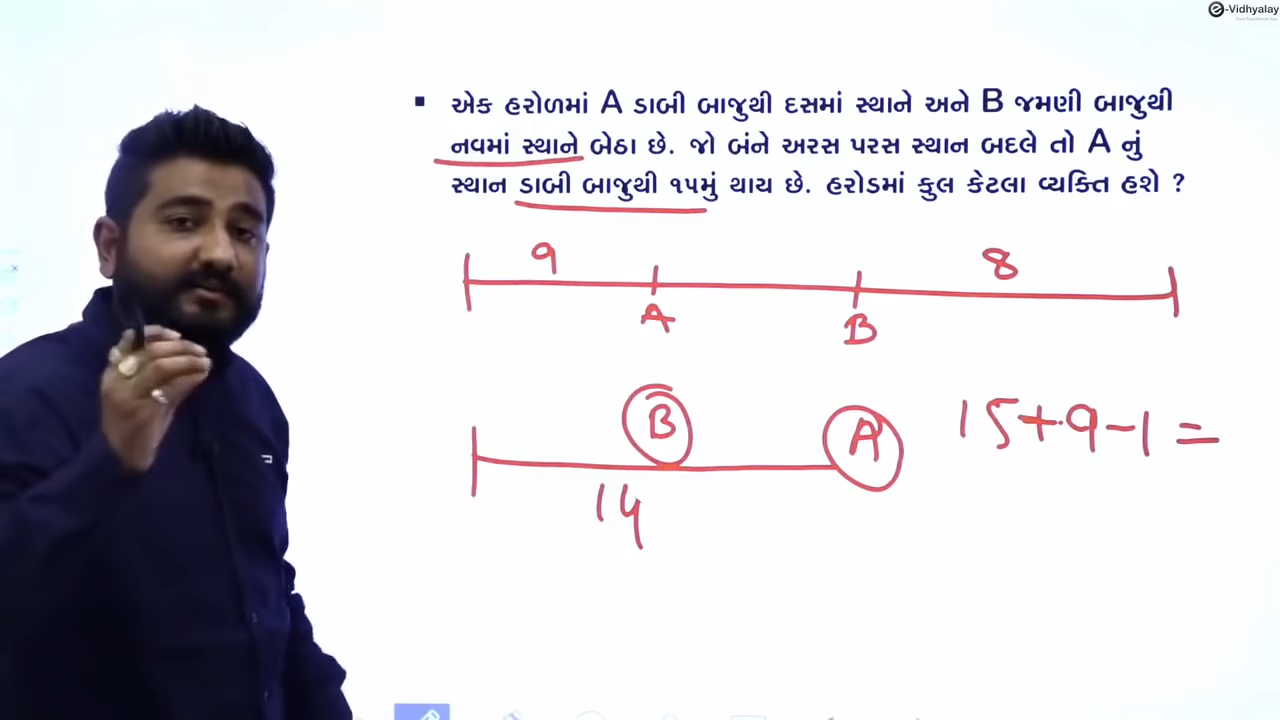 e-Vidhyalay
▪ એક હરોળમાં A ડાબી બાજુથી દસમાં સ્થાને અને B જમણી બાજુથી
નવમાં સ્થાને બેઠા છે. જો બંને અરસ પરસ સ્થાન બદલે તો A નું
સ્થાન ડાબી બાજુથી ૧૫મું થાય છે. હરોડમાં કુલ કેટલા વ્યક્તિ હશે ?
9 8
A B
B A 15+9-1=
14